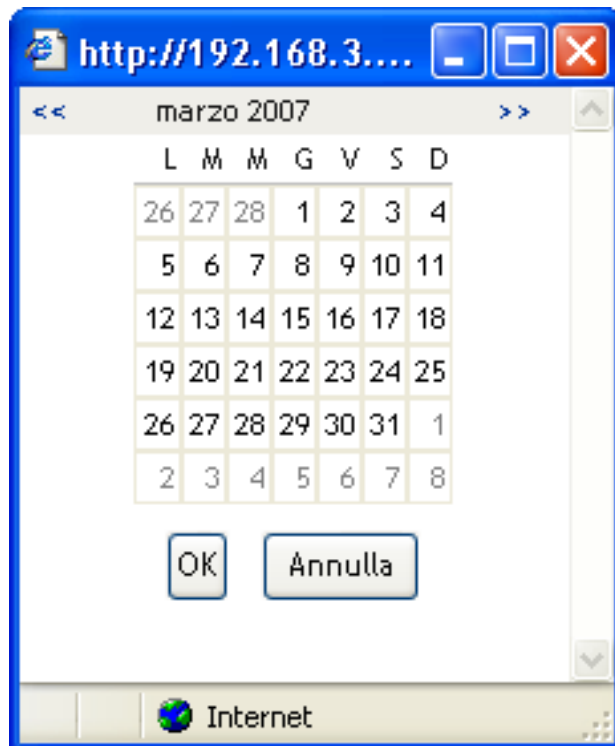 http://192.168.3....
<< marzo 2007 >>
L M M G V S D
26 27 28 1 2 3 4
5 6 7 8 9 10 11
12 13 14 15 16 17 18
19 20 21 22 23 24 25
26 27 28 29 30 31 1
2 3 4 5 6 7 8
OK Annulla
Internet